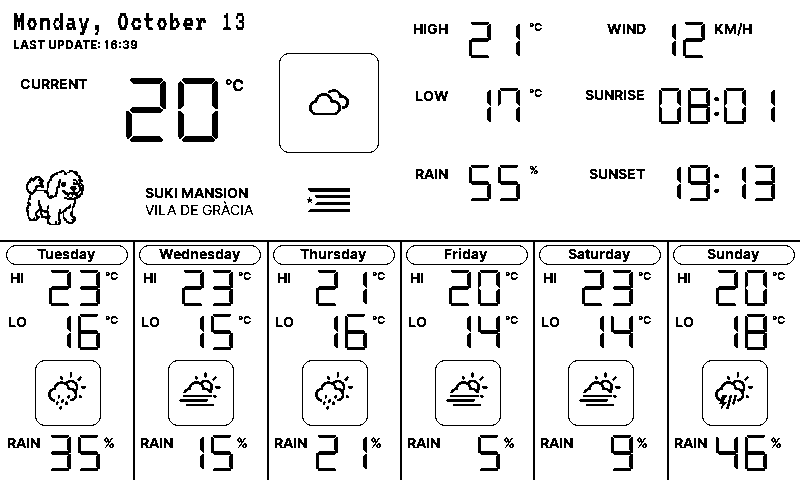 Monday, October 13
LAST UPDATE: 16:39
CURRENT 20 °C
HIGH 21 °C
WIND 12 KM/H
LOW 17 °C
SUNRISE 08:01
RAIN 55 %
SUNSET 19:13
SUKI MANSION
VILA DE GRÀCIA
Tuesday
HI 23 °C
LO 16 °C
RAIN 35 %
Wednesday
HI 23 °C
LO 15 °C
RAIN 15 %
Thursday
HI 21 °C
LO 16 °C
RAIN 21 %
Friday
HI 20 °C
LO 14 °C
RAIN 5 %
Saturday
HI 23 °C
LO 14 °C
RAIN 9 %
Sunday
HI 20 °C
LO 18 °C
RAIN 46 %